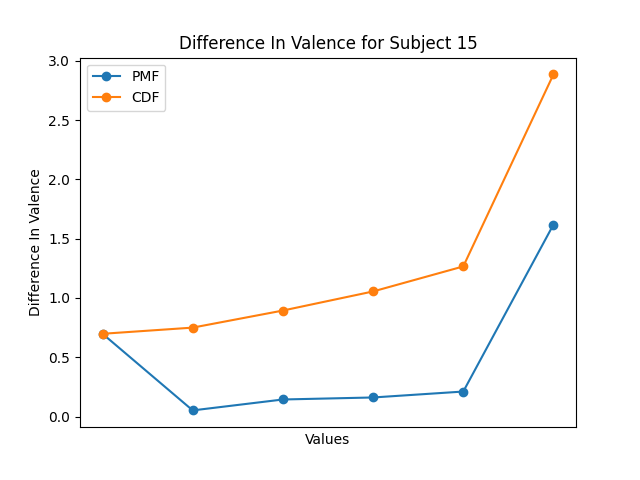 Difference In Valence for Subject 15
PMF
CDF
3.0
2.5
2.0
1.5
1.0
0.5
0.0
Difference In Valence
Values